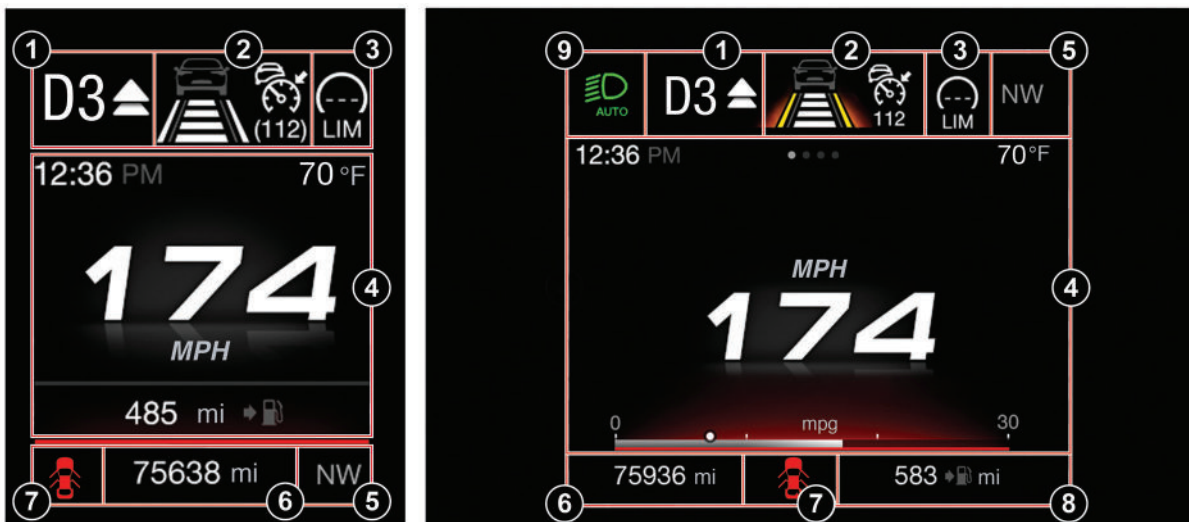 1 2 3
D3 (112) LIM
12:36 PM 70 °F
174
4
MPH
485 mi
75638 mi NW
7 6 5
9 1 2 3 5
AUTO D3 112 LIM NW
12:36 PM 70°F
MPH
4
174
0 mpg 30
75936 mi 583 mi
6 7 8